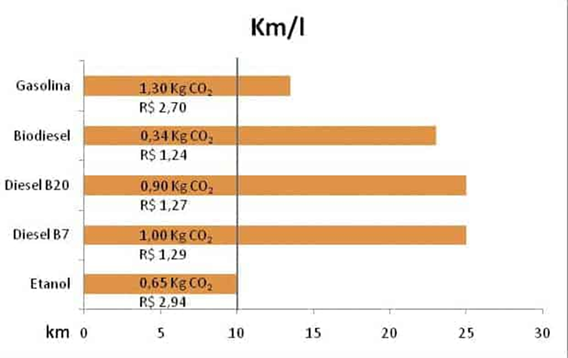 Km/l
Gasolina
1,30 Kg CO₂
R$ 2,70
Biodiesel
0,34 Kg CO₂
R$ 1,24
Diesel B20
0,90 Kg CO₂
R$ 1,27
Diesel B7
1,00 Kg CO₂
R$ 1,29
Etanol
0,65 Kg CO₂
R$ 2,94
km 0 5 10 15 20 25 30